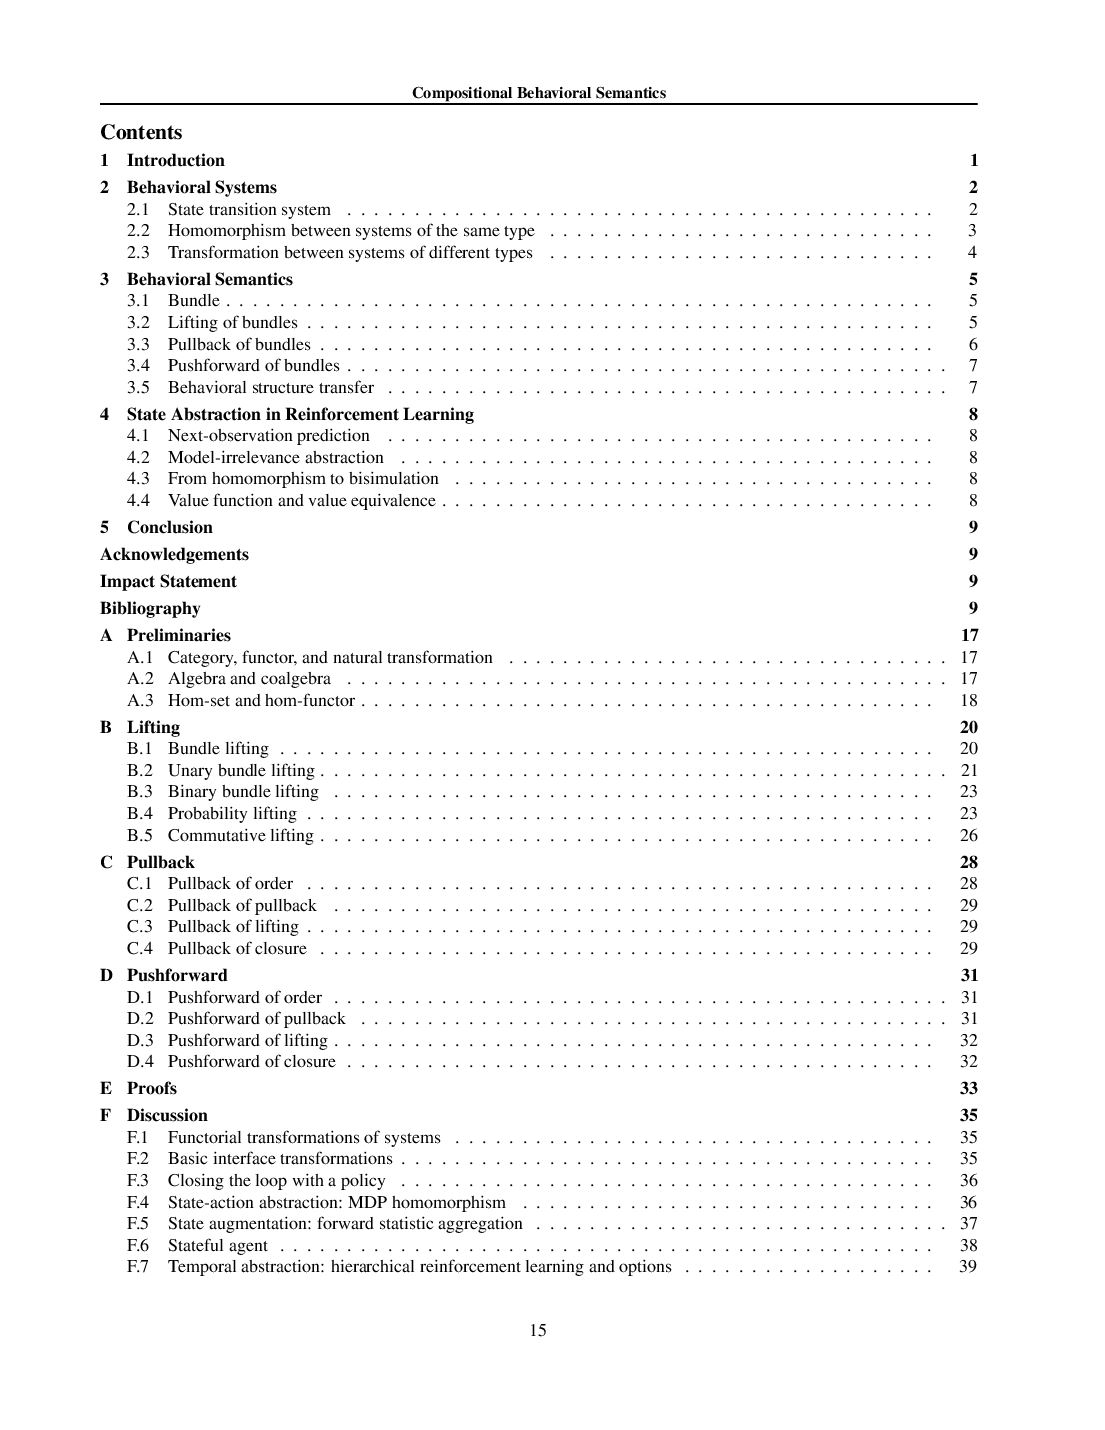 Compositional Behavioral Semantics
Contents
1 Introduction 1
2 Behavioral Systems 2
2.1 State transition system . . . . . . . . . . . . . . . . . . . . . . . . . . . . . . . . . . . . . . . . . . . . 2
2.2 Homomorphism between systems of the same type . . . . . . . . . . . . . . . . . . . . . . . . . . . . . 3
2.3 Transformation between systems of different types . . . . . . . . . . . . . . . . . . . . . . . . . . . . . 4
3 Behavioral Semantics 5
3.1 Bundle . . . . . . . . . . . . . . . . . . . . . . . . . . . . . . . . . . . . . . . . . . . . . . . . . . . . . 5
3.2 Lifting of bundles . . . . . . . . . . . . . . . . . . . . . . . . . . . . . . . . . . . . . . . . . . . . . . . 5
3.3 Pullback of bundles . . . . . . . . . . . . . . . . . . . . . . . . . . . . . . . . . . . . . . . . . . . . . . 6
3.4 Pushforward of bundles . . . . . . . . . . . . . . . . . . . . . . . . . . . . . . . . . . . . . . . . . . . . . 7
3.5 Behavioral structure transfer . . . . . . . . . . . . . . . . . . . . . . . . . . . . . . . . . . . . . . . . . . 7
4 State Abstraction in Reinforcement Learning 8
4.1 Next-observation prediction . . . . . . . . . . . . . . . . . . . . . . . . . . . . . . . . . . . . . . . . . 8
4.2 Model-irrelevance abstraction . . . . . . . . . . . . . . . . . . . . . . . . . . . . . . . . . . . . . . . . 8
4.3 From homomorphism to bisimulation . . . . . . . . . . . . . . . . . . . . . . . . . . . . . . . . . . . . 8
4.4 Value function and value equivalence . . . . . . . . . . . . . . . . . . . . . . . . . . . . . . . . . . . . . 8
5 Conclusion 9
Acknowledgements 9
Impact Statement 9
Bibliography 9
A Preliminaries 17
A.1 Category, functor, and natural transformation . . . . . . . . . . . . . . . . . . . . . . . . . . . . . . . . . 17
A.2 Algebra and coalgebra . . . . . . . . . . . . . . . . . . . . . . . . . . . . . . . . . . . . . . . . . . . . . 17
A.3 Hom-set and hom-functor . . . . . . . . . . . . . . . . . . . . . . . . . . . . . . . . . . . . . . . . . . . 18
B Lifting 20
B.1 Bundle lifting . . . . . . . . . . . . . . . . . . . . . . . . . . . . . . . . . . . . . . . . . . . . . . . . . 20
B.2 Unary bundle lifting . . . . . . . . . . . . . . . . . . . . . . . . . . . . . . . . . . . . . . . . . . . . . . . 21
B.3 Binary bundle lifting . . . . . . . . . . . . . . . . . . . . . . . . . . . . . . . . . . . . . . . . . . . . . 23
B.4 Probability lifting . . . . . . . . . . . . . . . . . . . . . . . . . . . . . . . . . . . . . . . . . . . . . . . 23
B.5 Commutative lifting . . . . . . . . . . . . . . . . . . . . . . . . . . . . . . . . . . . . . . . . . . . . . . 26
C Pullback 28
C.1 Pullback of order . . . . . . . . . . . . . . . . . . . . . . . . . . . . . . . . . . . . . . . . . . . . . . . 28
C.2 Pullback of pullback . . . . . . . . . . . . . . . . . . . . . . . . . . . . . . . . . . . . . . . . . . . . . 29
C.3 Pullback of lifting . . . . . . . . . . . . . . . . . . . . . . . . . . . . . . . . . . . . . . . . . . . . . . . 29
C.4 Pullback of closure . . . . . . . . . . . . . . . . . . . . . . . . . . . . . . . . . . . . . . . . . . . . . . 29
D Pushforward 31
D.1 Pushforward of order . . . . . . . . . . . . . . . . . . . . . . . . . . . . . . . . . . . . . . . . . . . . . . 31
D.2 Pushforward of pullback . . . . . . . . . . . . . . . . . . . . . . . . . . . . . . . . . . . . . . . . . . . . 31
D.3 Pushforward of lifting . . . . . . . . . . . . . . . . . . . . . . . . . . . . . . . . . . . . . . . . . . . . . 32
D.4 Pushforward of closure . . . . . . . . . . . . . . . . . . . . . . . . . . . . . . . . . . . . . . . . . . . . 32
E Proofs 33
F Discussion 35
F.1 Functorial transformations of systems . . . . . . . . . . . . . . . . . . . . . . . . . . . . . . . . . . . . 35
F.2 Basic interface transformations . . . . . . . . . . . . . . . . . . . . . . . . . . . . . . . . . . . . . . . . 35
F.3 Closing the loop with a policy . . . . . . . . . . . . . . . . . . . . . . . . . . . . . . . . . . . . . . . . 36
F.4 State-action abstraction: MDP homomorphism . . . . . . . . . . . . . . . . . . . . . . . . . . . . . . . 36
F.5 State augmentation: forward statistic aggregation . . . . . . . . . . . . . . . . . . . . . . . . . . . . . . . 37
F.6 Stateful agent . . . . . . . . . . . . . . . . . . . . . . . . . . . . . . . . . . . . . . . . . . . . . . . . . 38
F.7 Temporal abstraction: hierarchical reinforcement learning and options . . . . . . . . . . . . . . . . . . . 39
15